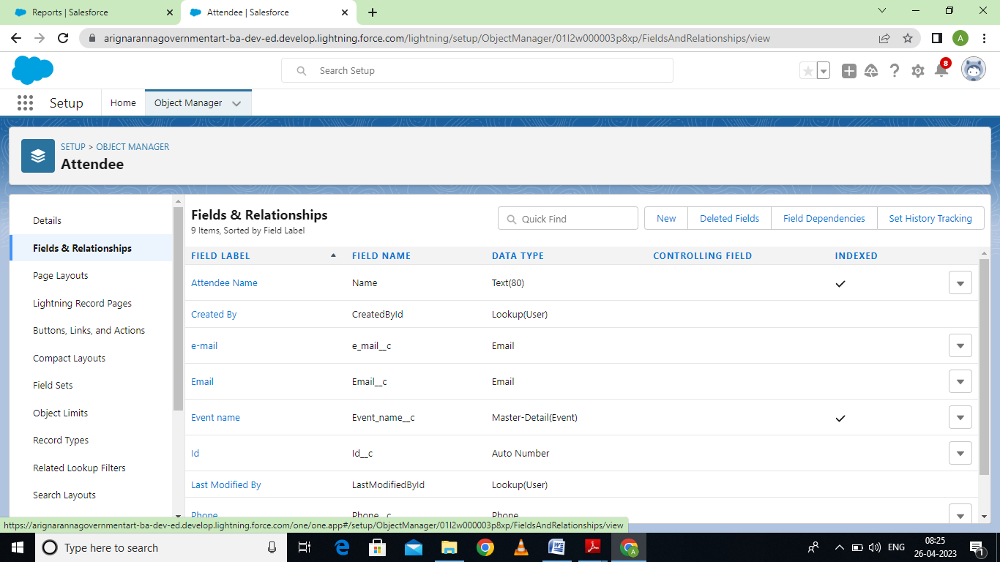 Reports | Salesforce
Attendee | Salesforce
arignarannagovernmentart-ba-dev-ed.develop.lightning.force.com/lightning/setup/ObjectManager/01I2w000003p8xp/FieldsAndRelationships/view
A
Search Setup
8
Setup
Home
Object Manager
SETUP > OBJECT MANAGER
Attendee
Details
Fields & Relationships
Page Layouts
Lightning Record Pages
Buttons, Links, and Actions
Compact Layouts
Field Sets
Object Limits
Record Types
Related Lookup Filters
Search Layouts
Fields & Relationships
9 Items, Sorted by Field Label
Quick Find
New
Deleted Fields
Field Dependencies
Set History Tracking
FIELD LABEL FIELD NAME DATA TYPE CONTROLLING FIELD INDEXED
Attendee Name Name Text(80)
Created By CreatedById Lookup(User)
e-mail e_mail__c Email
Email Email__c Email
Event name Event_name__c Master-Detail(Event)
Id Id__c Auto Number
Last Modified By LastModifiedById Lookup(User)
Phone Phone__c Phone
https://arignarannagovernmentart-ba-dev-ed.develop.lightning.force.com/one/one.app#/setup/ObjectManager/01I2w000003p8xp/FieldsAndRelationships/view
Type here to search
A
ENG
08:25
26-04-2023
1